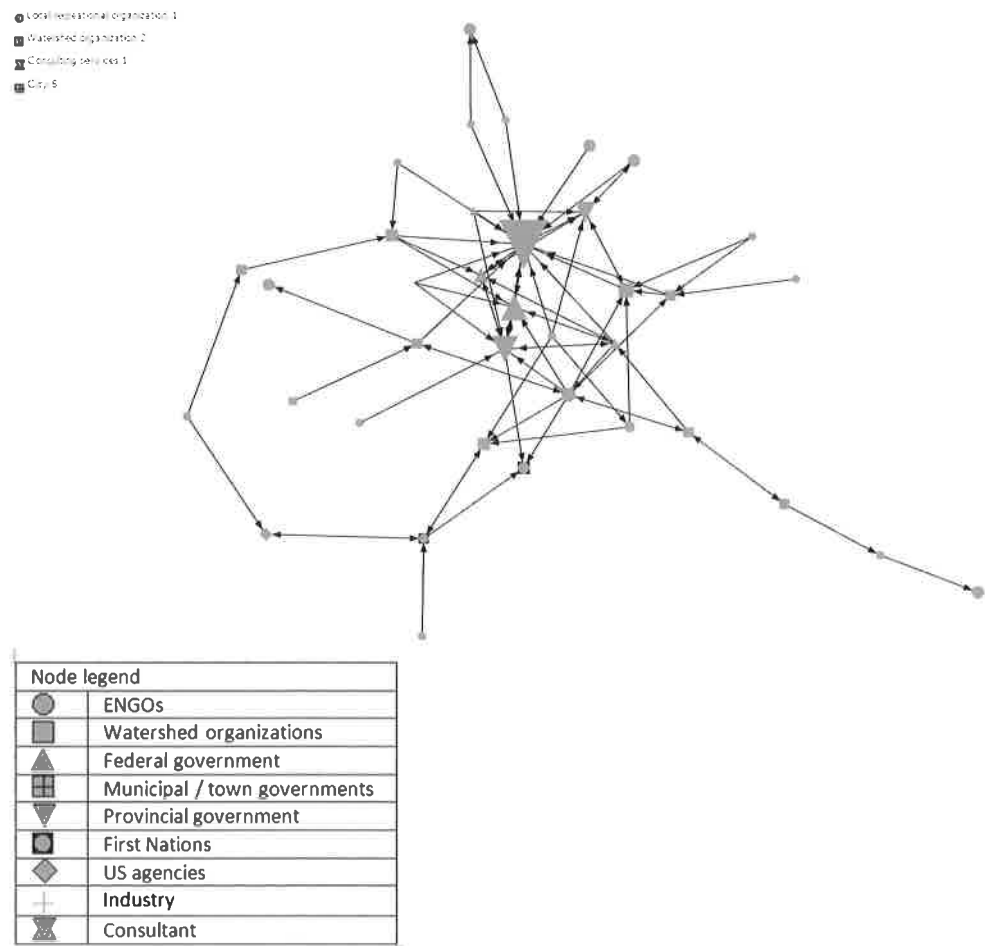 Local recreational organization 1
Watershed organization 2
Consulting services 1
City 5
Node legend
ENGOs
Watershed organizations
Federal government
Municipal / town governments
Provincial government
First Nations
US agencies
Industry
Consultant